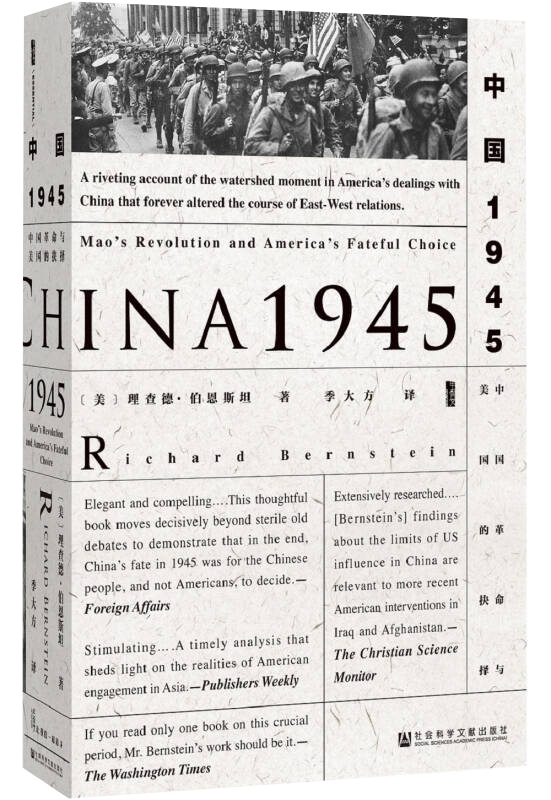 A riveting account of the watershed moment in America's dealings with
China that forever altered the course of East-West relations.
Mao's Revolution and America's Fateful Choice
CHINA1945
〔美〕理查德·伯恩斯坦 著 季大方 译
Richard Bernstein
Elegant and compelling….This thoughtful
book moves decisively beyond sterile old
debates to demonstrate that in the end,
China's fate in 1945 was for the Chinese
people, and not Americans, to decide.—
Foreign Affairs
Stimulating….A timely analysis that
sheds light on the realities of American
engagement in Asia.—Publishers Weekly
If you read only one book on this crucial
period, Mr. Bernstein's work should be it.—
The Washington Times
Extensively researched….
[Bernstein's] findings
about the limits of US
influence in China are
relevant to more recent
American interventions in
Iraq and Afghanistan.—
The Christian Science
Monitor
中国1945
中国革命与
美国的抉择
社会科学文献出版社
SOCIAL SCIENCES ACADEMIC PRESS (CHINA)
中国
1945
中国革命与
美国的抉择
1945
Mao's Revolution
and America's Fateful
Choice
〔美〕理查德·伯恩斯坦 著
RICHARD BERNSTEIN
季大方 译
社会科学文献出版社